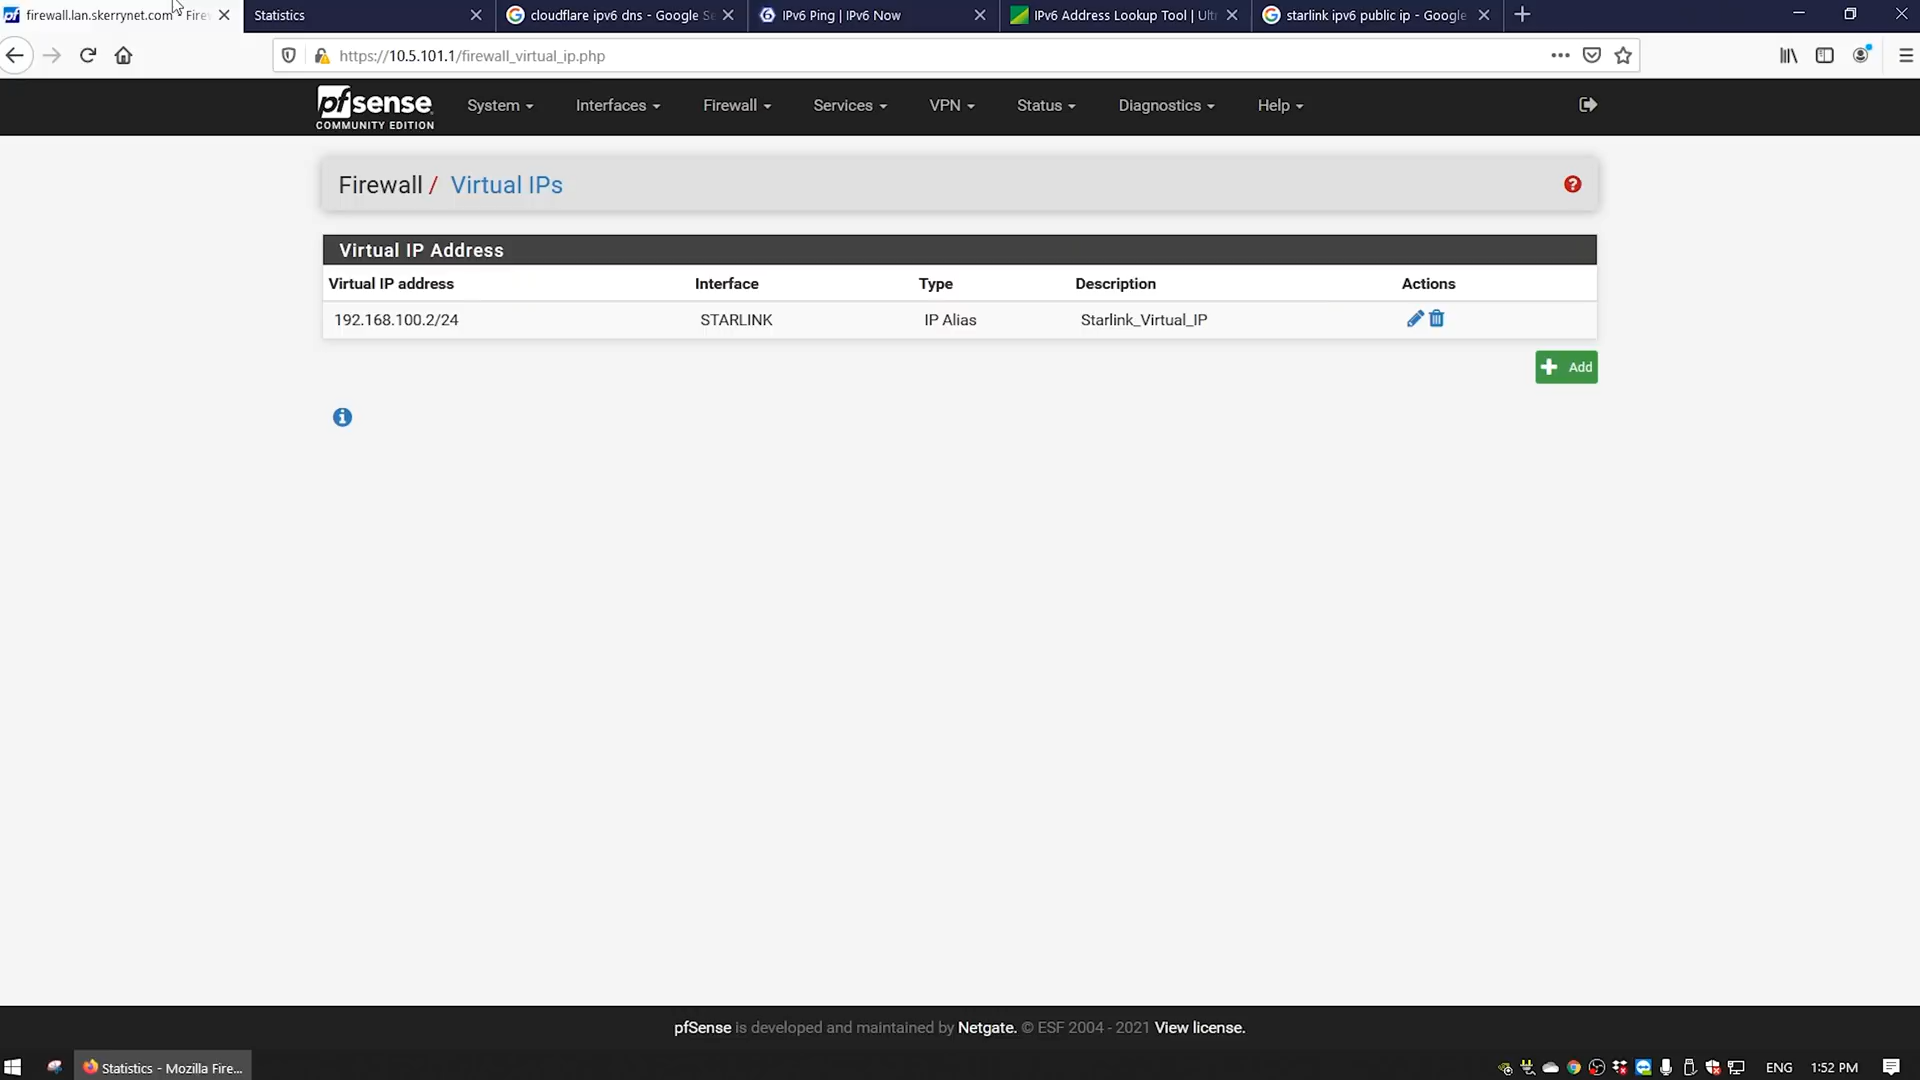 firewall.lan.skerrynet.com - Fire
Statistics
cloudflare ipv6 dns - Google Se
IPv6 Ping | IPv6 Now
IPv6 Address Lookup Tool | Ult
starlink ipv6 public ip - Google
https://10.5.101.1/firewall_virtual_ip.php
pfsense
COMMUNITY EDITION
System
Interfaces
Firewall
Services
VPN
Status
Diagnostics
Help
Firewall / Virtual IPs
Virtual IP Address
Virtual IP address Interface Type Description Actions
192.168.100.2/24 STARLINK IP Alias Starlink_Virtual_IP
Add
pfSense is developed and maintained by Netgate. © ESF 2004 - 2021 View license.
Statistics - Mozilla Fire...
ENG
1:52 PM